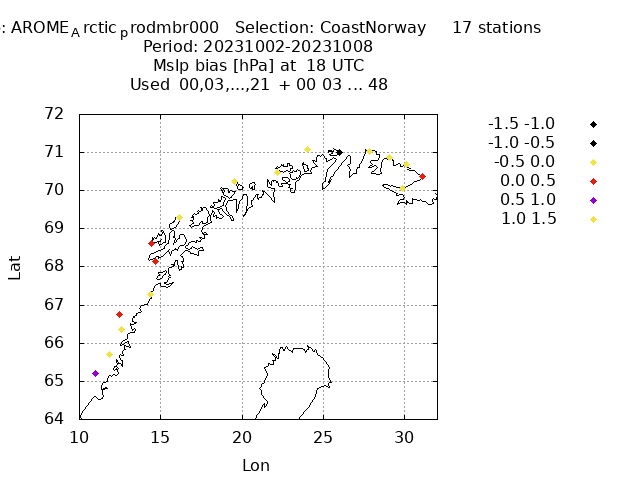 : AROME_Arctic_prodmbr000 Selection: CoastNorway 17 stations
Period: 20231002-20231008
Mslp bias [hPa] at 18 UTC
Used 00,03,...,21 + 00 03 ... 48
72
71
70
69
68
67
66
65
64
10 15 20 25 30
Lat
Lon
-1.5 -1.0
-1.0 -0.5
-0.5 0.0
0.0 0.5
0.5 1.0
1.0 1.5